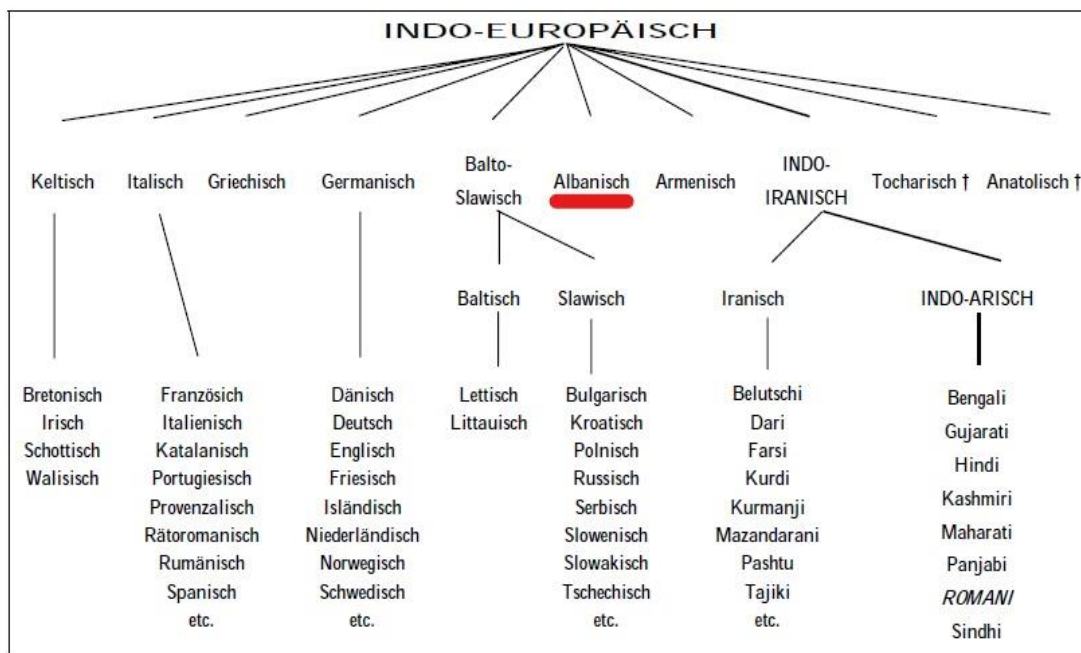 INDO-EUROPÄISCH
Keltisch
Italisch
Griechisch
Germanisch
Balto-
Slawisch
Albanisch
Armenisch
INDO-
IRANISCH
Tocharisch †
Anatolisch †
Baltisch
Slawisch
Iranisch
INDO-ARISCH
Bretonisch
Irisch
Schottisch
Walisisch
Französich
Italienisch
Katalanisch
Portugiesisch
Provenzalisch
Rätoromanisch
Rumänisch
Spanisch
etc.
Dänisch
Deutsch
Englisch
Friesisch
Isländisch
Niederländisch
Norwegisch
Schwedisch
etc.
Lettisch
Littauisch
Bulgarisch
Kroatisch
Polnisch
Russisch
Serbisch
Slowenisch
Slowakisch
Tschechisch
etc.
Belutschi
Dari
Farsi
Kurdi
Kurmanji
Mazandarani
Pashtu
Tajiki
etc.
Bengali
Gujarati
Hindi
Kashmiri
Maharati
Panjabi
ROMANI
Sindhi